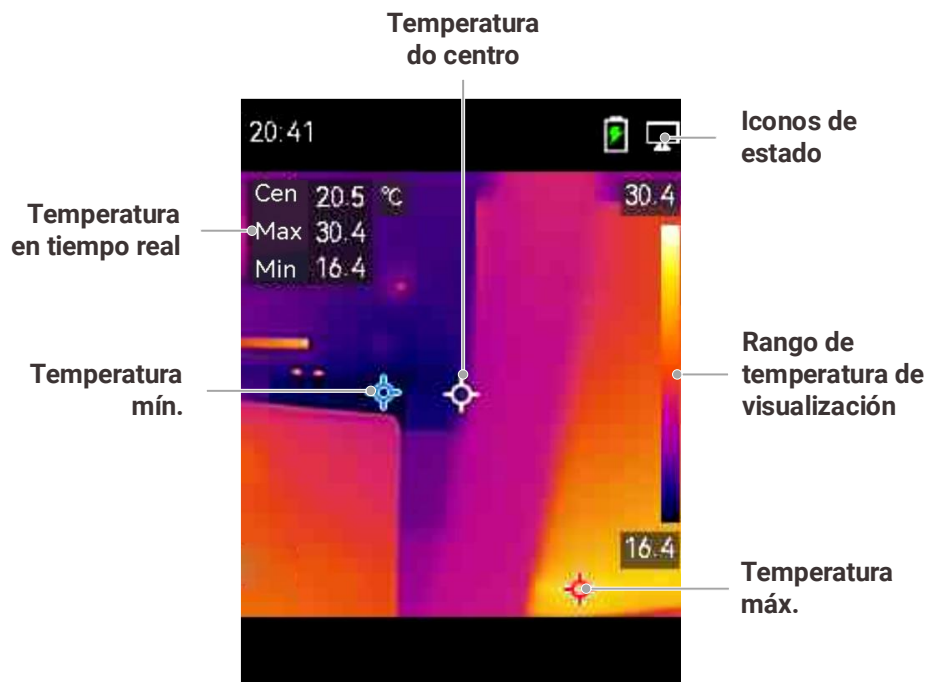 Temperatura
do centro
20:41
Iconos de
estado
Cen 20.5 °C
Max 30.4
Min 16.4
30.4
Temperatura
en tiempo real
Temperatura
mín.
Rango de
temperatura de
visualización
16.4
Temperatura
máx.